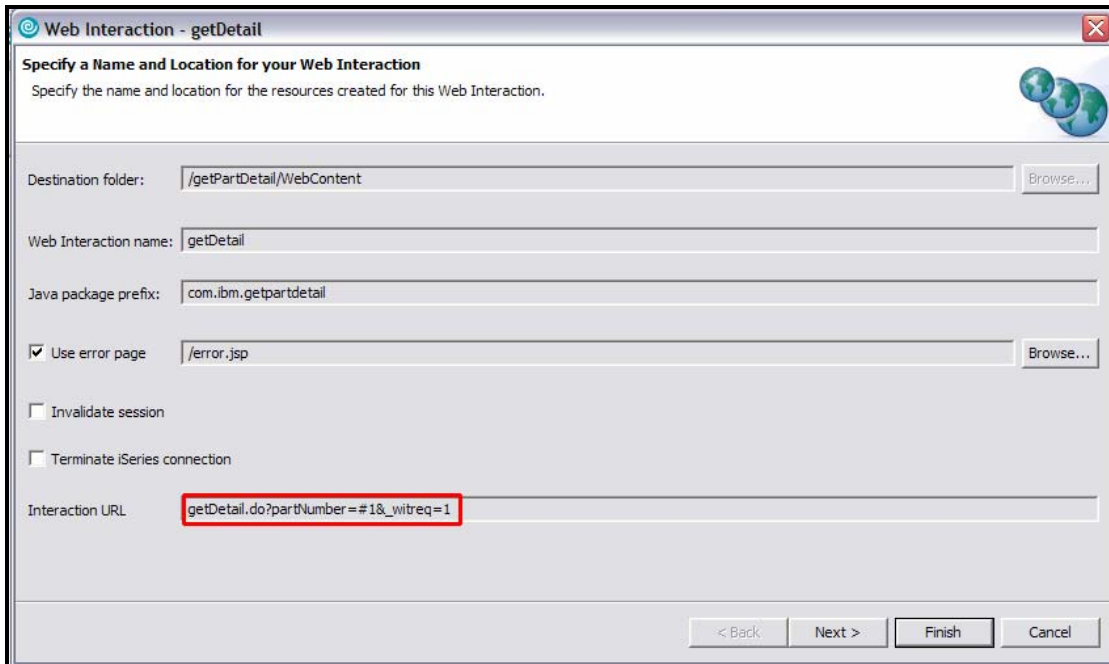 Web Interaction - getDetail
Specify a Name and Location for your Web Interaction
Specify the name and location for the resources created for this Web Interaction.
Destination folder: /getPartDetail/WebContent Browse...
Web Interaction name: getDetail
Java package prefix: com.ibm.getpartdetail
Use error page /error.jsp Browse...
Invalidate session
Terminate iSeries connection
Interaction URL getDetail.do?partNumber=#1&_witreq=1
< Back Next > Finish Cancel